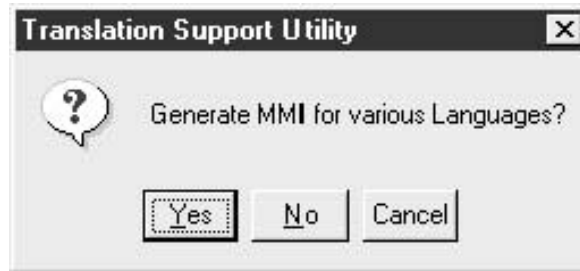 Translation Support Utility
Generate MMI for various Languages?
Yes No Cancel